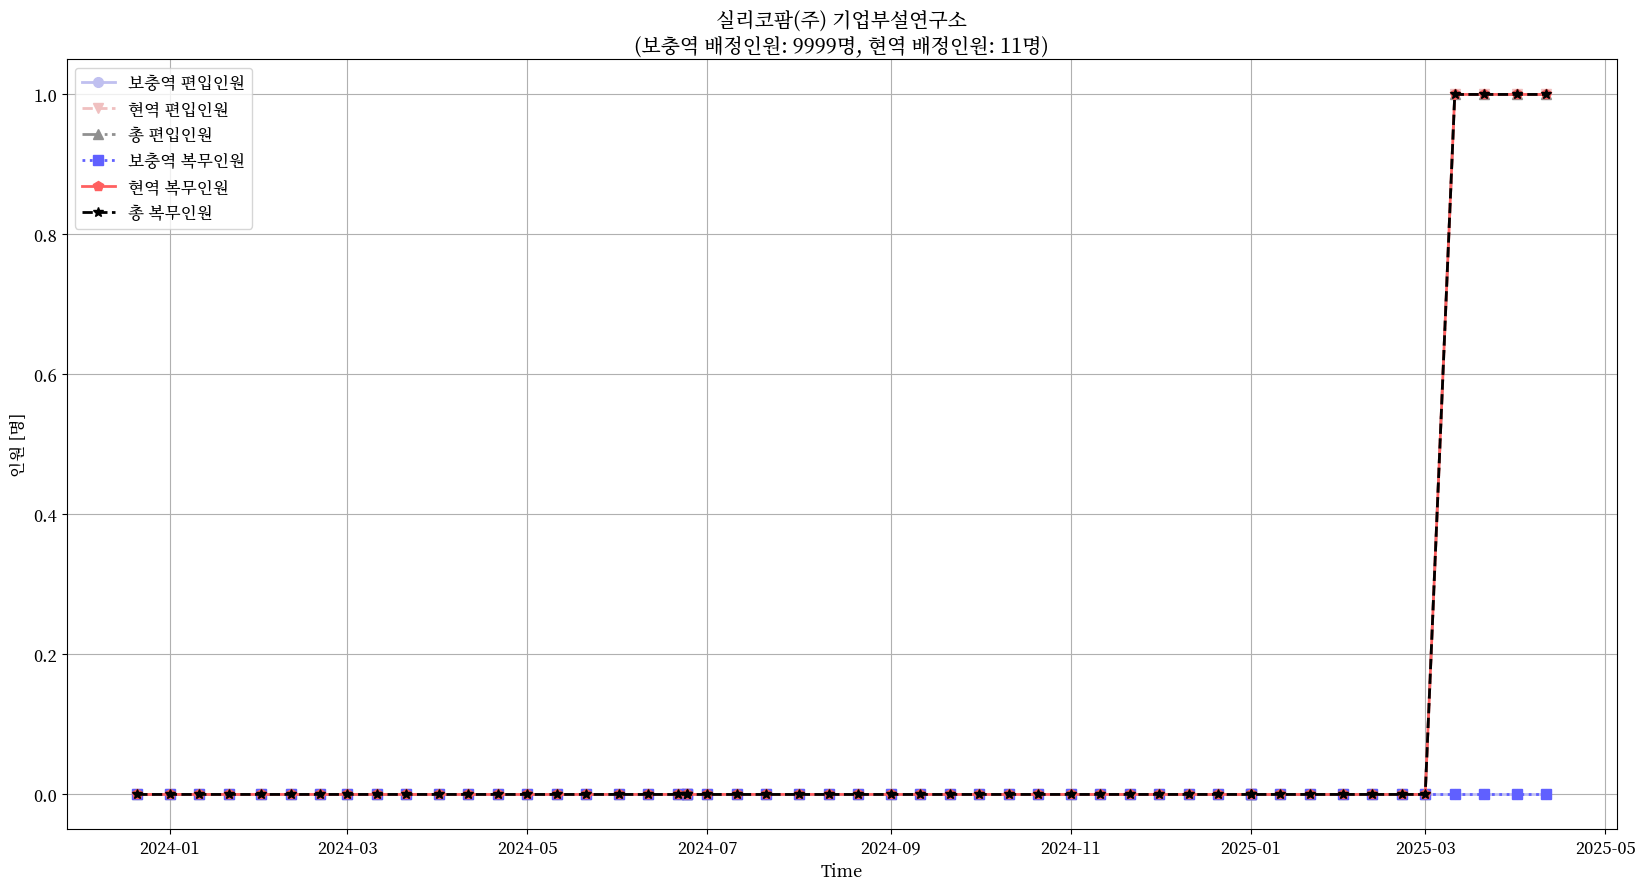 실리코팜(주) 기업부설연구소
(보충역 배정인원: 9999명, 현역 배정인원: 11명)
보충역 편입인원
현역 편입인원
총 편입인원
보충역 복무인원
현역 복무인원
총 복무인원
1.0
0.8
0.6
0.4
0.2
0.0
인원 [명]
2024-01
2024-03
2024-05
2024-07
2024-09
2024-11
2025-01
2025-03
2025-05
Time